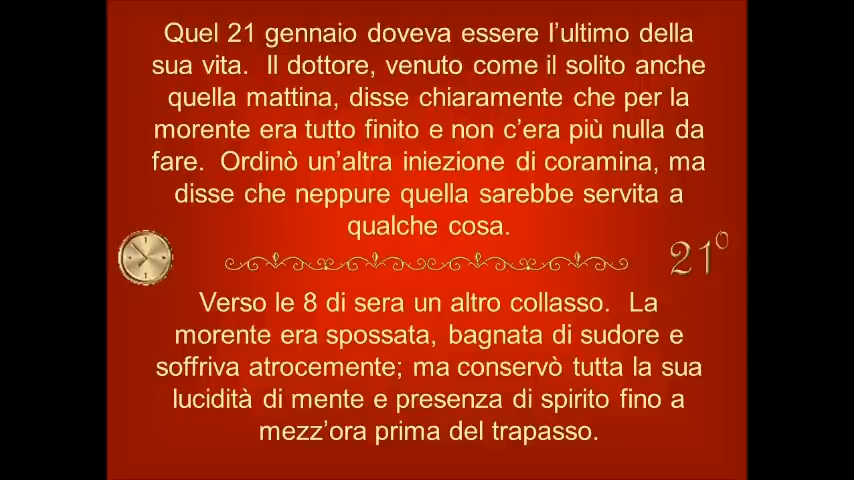 Quel 21 gennaio doveva essere l’ultimo della
sua vita.  Il dottore, venuto come il solito anche
quella mattina, disse chiaramente che per la
morente era tutto finito e non c’era più nulla da
fare.  Ordinò un’altra iniezione di coramina, ma
disse che neppure quella sarebbe servita a
qualche cosa.
21º
Verso le 8 di sera un altro collasso.  La
morente era spossata, bagnata di sudore e
soffriva atrocemente; ma conservò tutta la sua
lucidità di mente e presenza di spirito fino a
mezz’ora prima del trapasso.